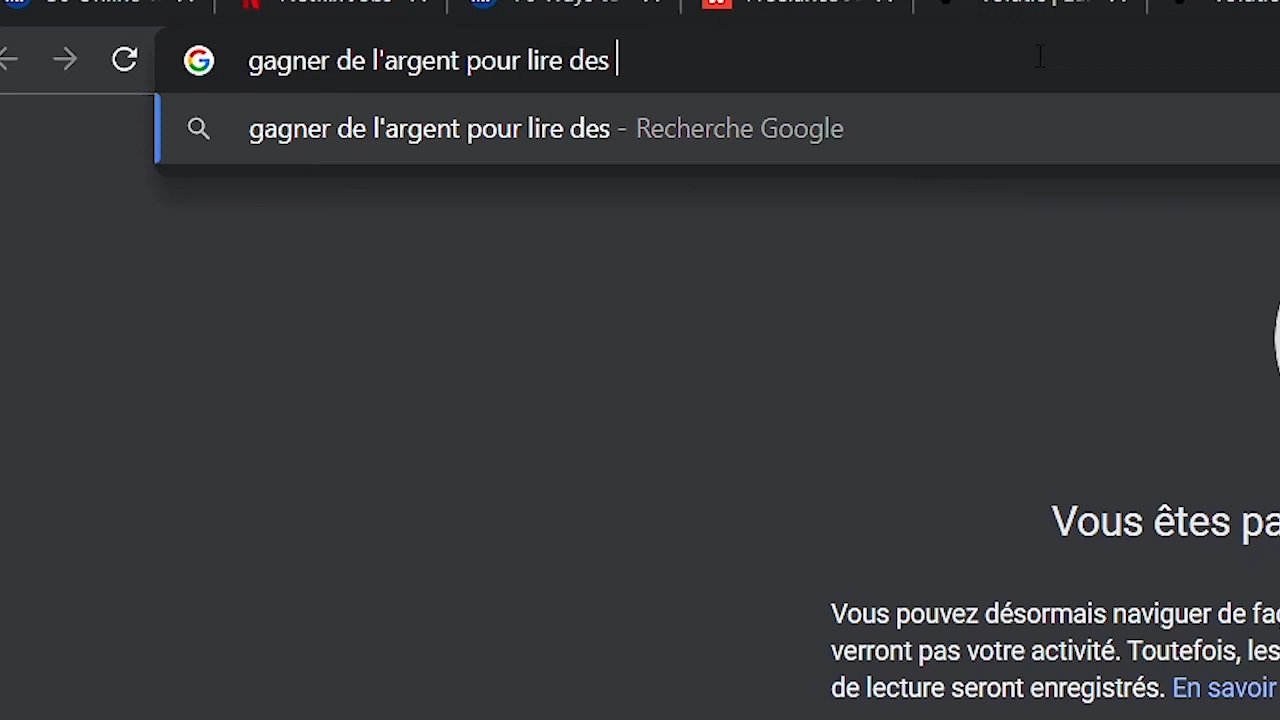 gagner de l'argent pour lire des
gagner de l'argent pour lire des - Recherche Google
Vous êtes pa
Vous pouvez désormais naviguer de fa
verront pas votre activité. Toutefois, les
de lecture seront enregistrés. En savoir